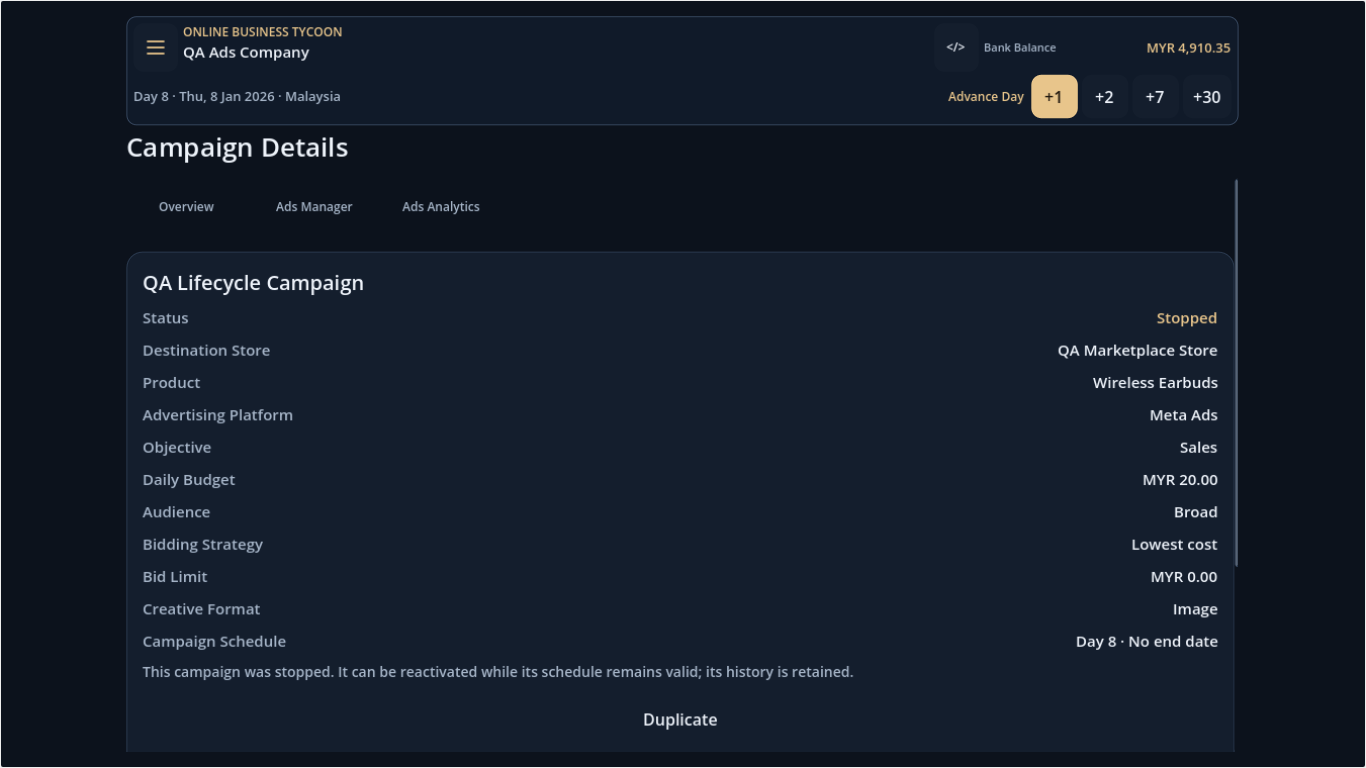 ONLINE BUSINESS TYCOON
QA Ads Company
</> Bank Balance MYR 4,910.35
Day 8 · Thu, 8 Jan 2026 · Malaysia
Advance Day +1 +2 +7 +30
Campaign Details
Overview Ads Manager Ads Analytics
QA Lifecycle Campaign
Status Stopped
Destination Store QA Marketplace Store
Product Wireless Earbuds
Advertising Platform Meta Ads
Objective Sales
Daily Budget MYR 20.00
Audience Broad
Bidding Strategy Lowest cost
Bid Limit MYR 0.00
Creative Format Image
Campaign Schedule Day 8 · No end date
This campaign was stopped. It can be reactivated while its schedule remains valid; its history is retained.
Duplicate